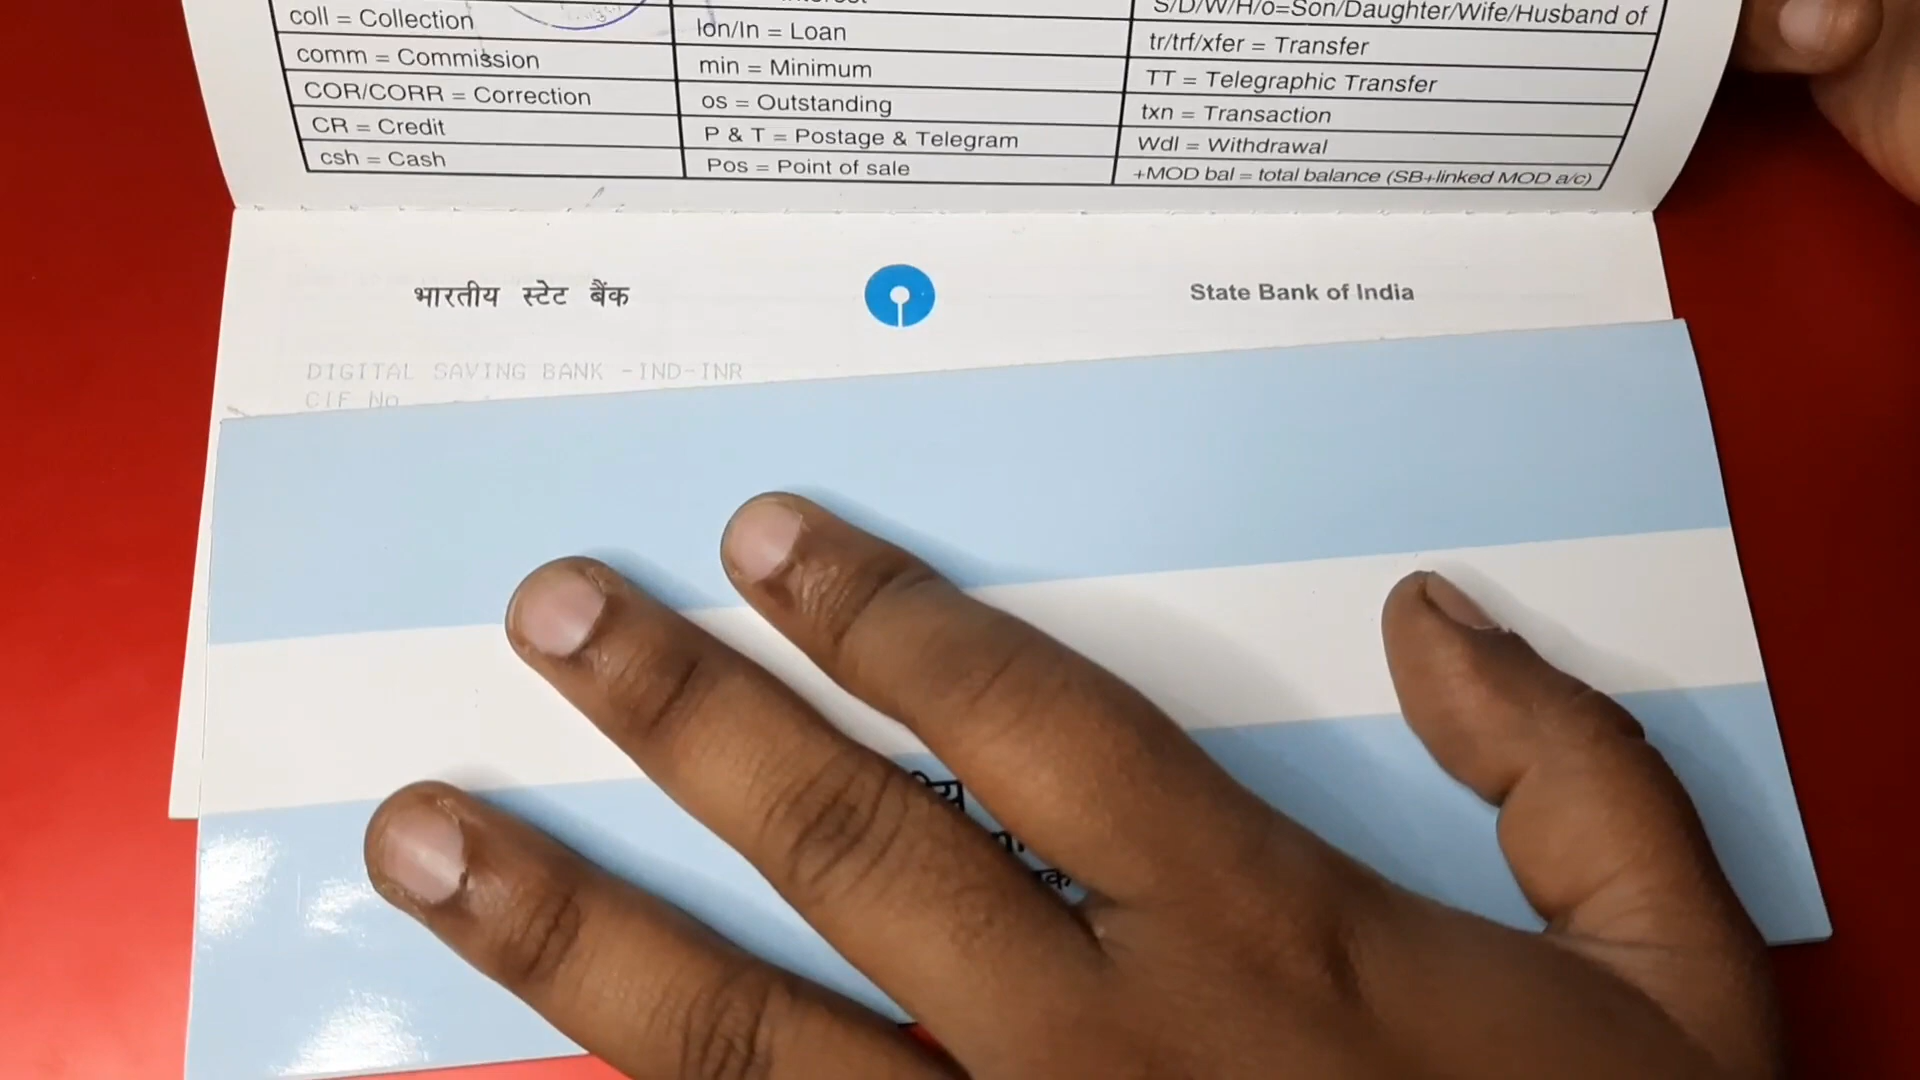 S/D/W/H/o=Son/Daughter/Wife/Husband of
coll = Collection
lon/ln = Loan
tr/trf/xfer = Transfer
comm = Commission
min = Minimum
TT = Telegraphic Transfer
COR/CORR = Correction
os = Outstanding
txn = Transaction
CR = Credit
P & T = Postage & Telegram
Wdl = Withdrawal
csh = Cash
Pos = Point of sale
+MOD bal = total balance (SB+linked MOD a/c)
भारतीय स्टेट बैंक
State Bank of India
DIGITAL SAVING BANK -IND-INR
CIF No